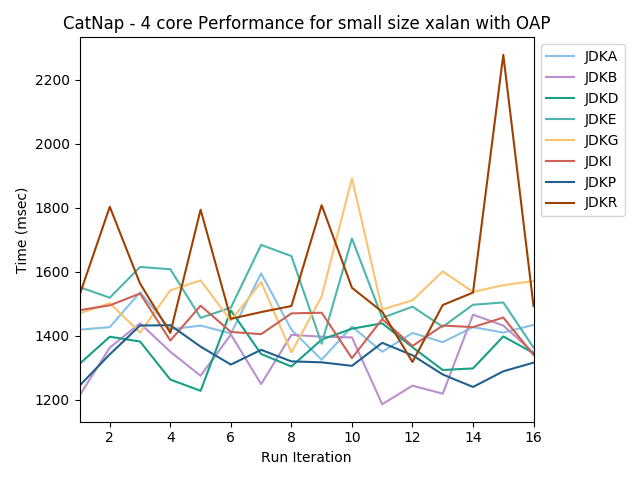 CatNap - 4 core Performance for small size xalan with OAP
JDKA
JDKB
JDKD
JDKE
JDKG
JDKI
JDKP
JDKR
Time (msec)
2200
2000
1800
1600
1400
1200
2 4 6 8 10 12 14 16
Run Iteration